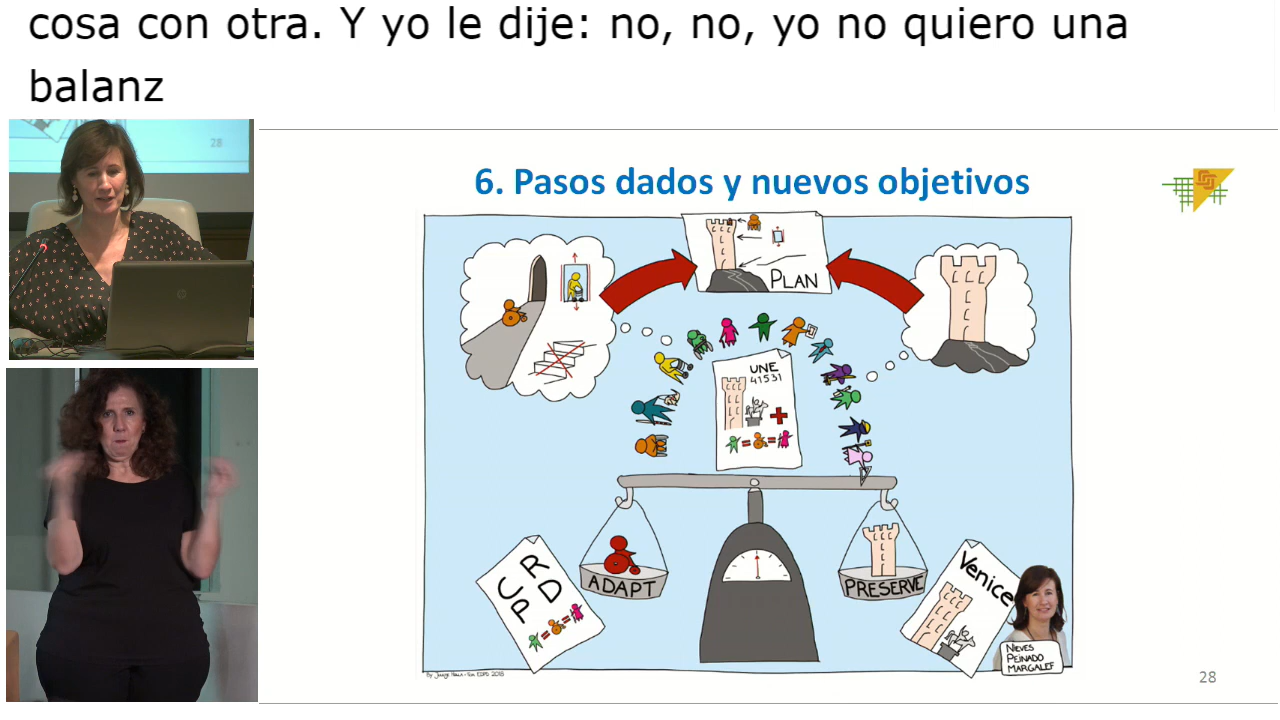 cosa con otra. Y yo le dije: no, no, yo no quiero una
balanz
28
6. Pasos dados y nuevos objetivos
PLAN
UNE
41531
ADAPT
PRESERVE
C R
P D
Venice
NIEVES
PEINADO
MARGALEF
28